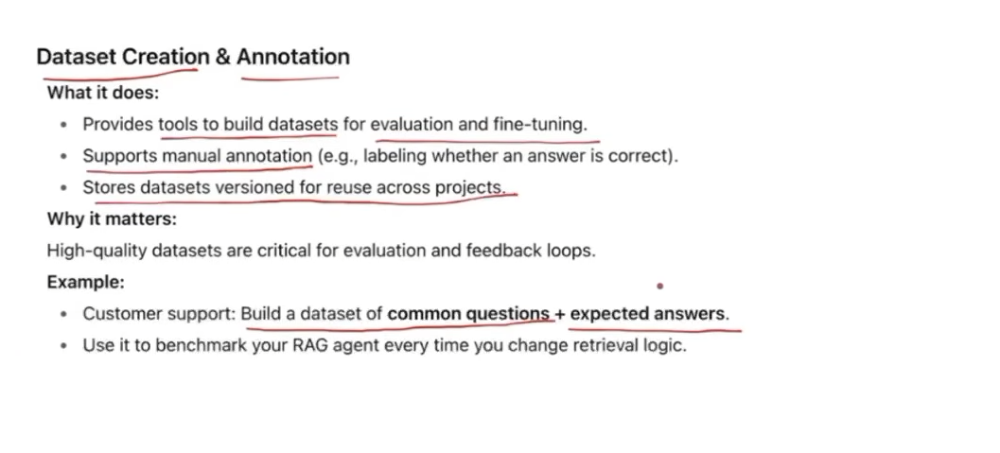 Dataset Creation & Annotation
What it does:
• Provides tools to build datasets for evaluation and fine-tuning.
• Supports manual annotation (e.g., labeling whether an answer is correct).
• Stores datasets versioned for reuse across projects.
Why it matters:
High-quality datasets are critical for evaluation and feedback loops.
Example:
• Customer support: Build a dataset of common questions + expected answers.
• Use it to benchmark your RAG agent every time you change retrieval logic.